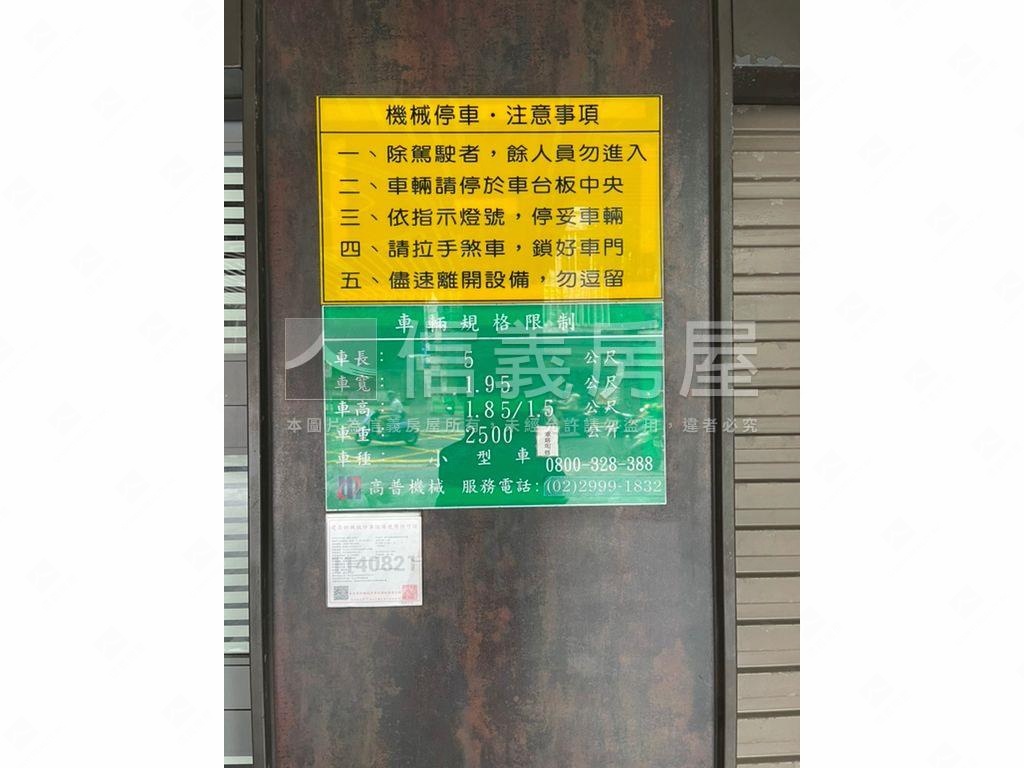 機械停車・注意事項
一、除駕駛者，餘人員勿進入
二、車輛請停於車台板中央
三、依指示燈號，停妥車輛
四、請拉手煞車，鎖好車門
五、儘速離開設備，勿逗留
車輛規格限制
車長： 5 公尺
車寬： 1.95 公尺
車高： 1.85/1.5 公尺
車重： 2500 公斤
車種： 小型車 0800-328-388
高普機械 服務電話:(02)2999-1832
信義房屋
本圖片為信義房屋所有，未經允許請勿盜用，違者必究
1140821